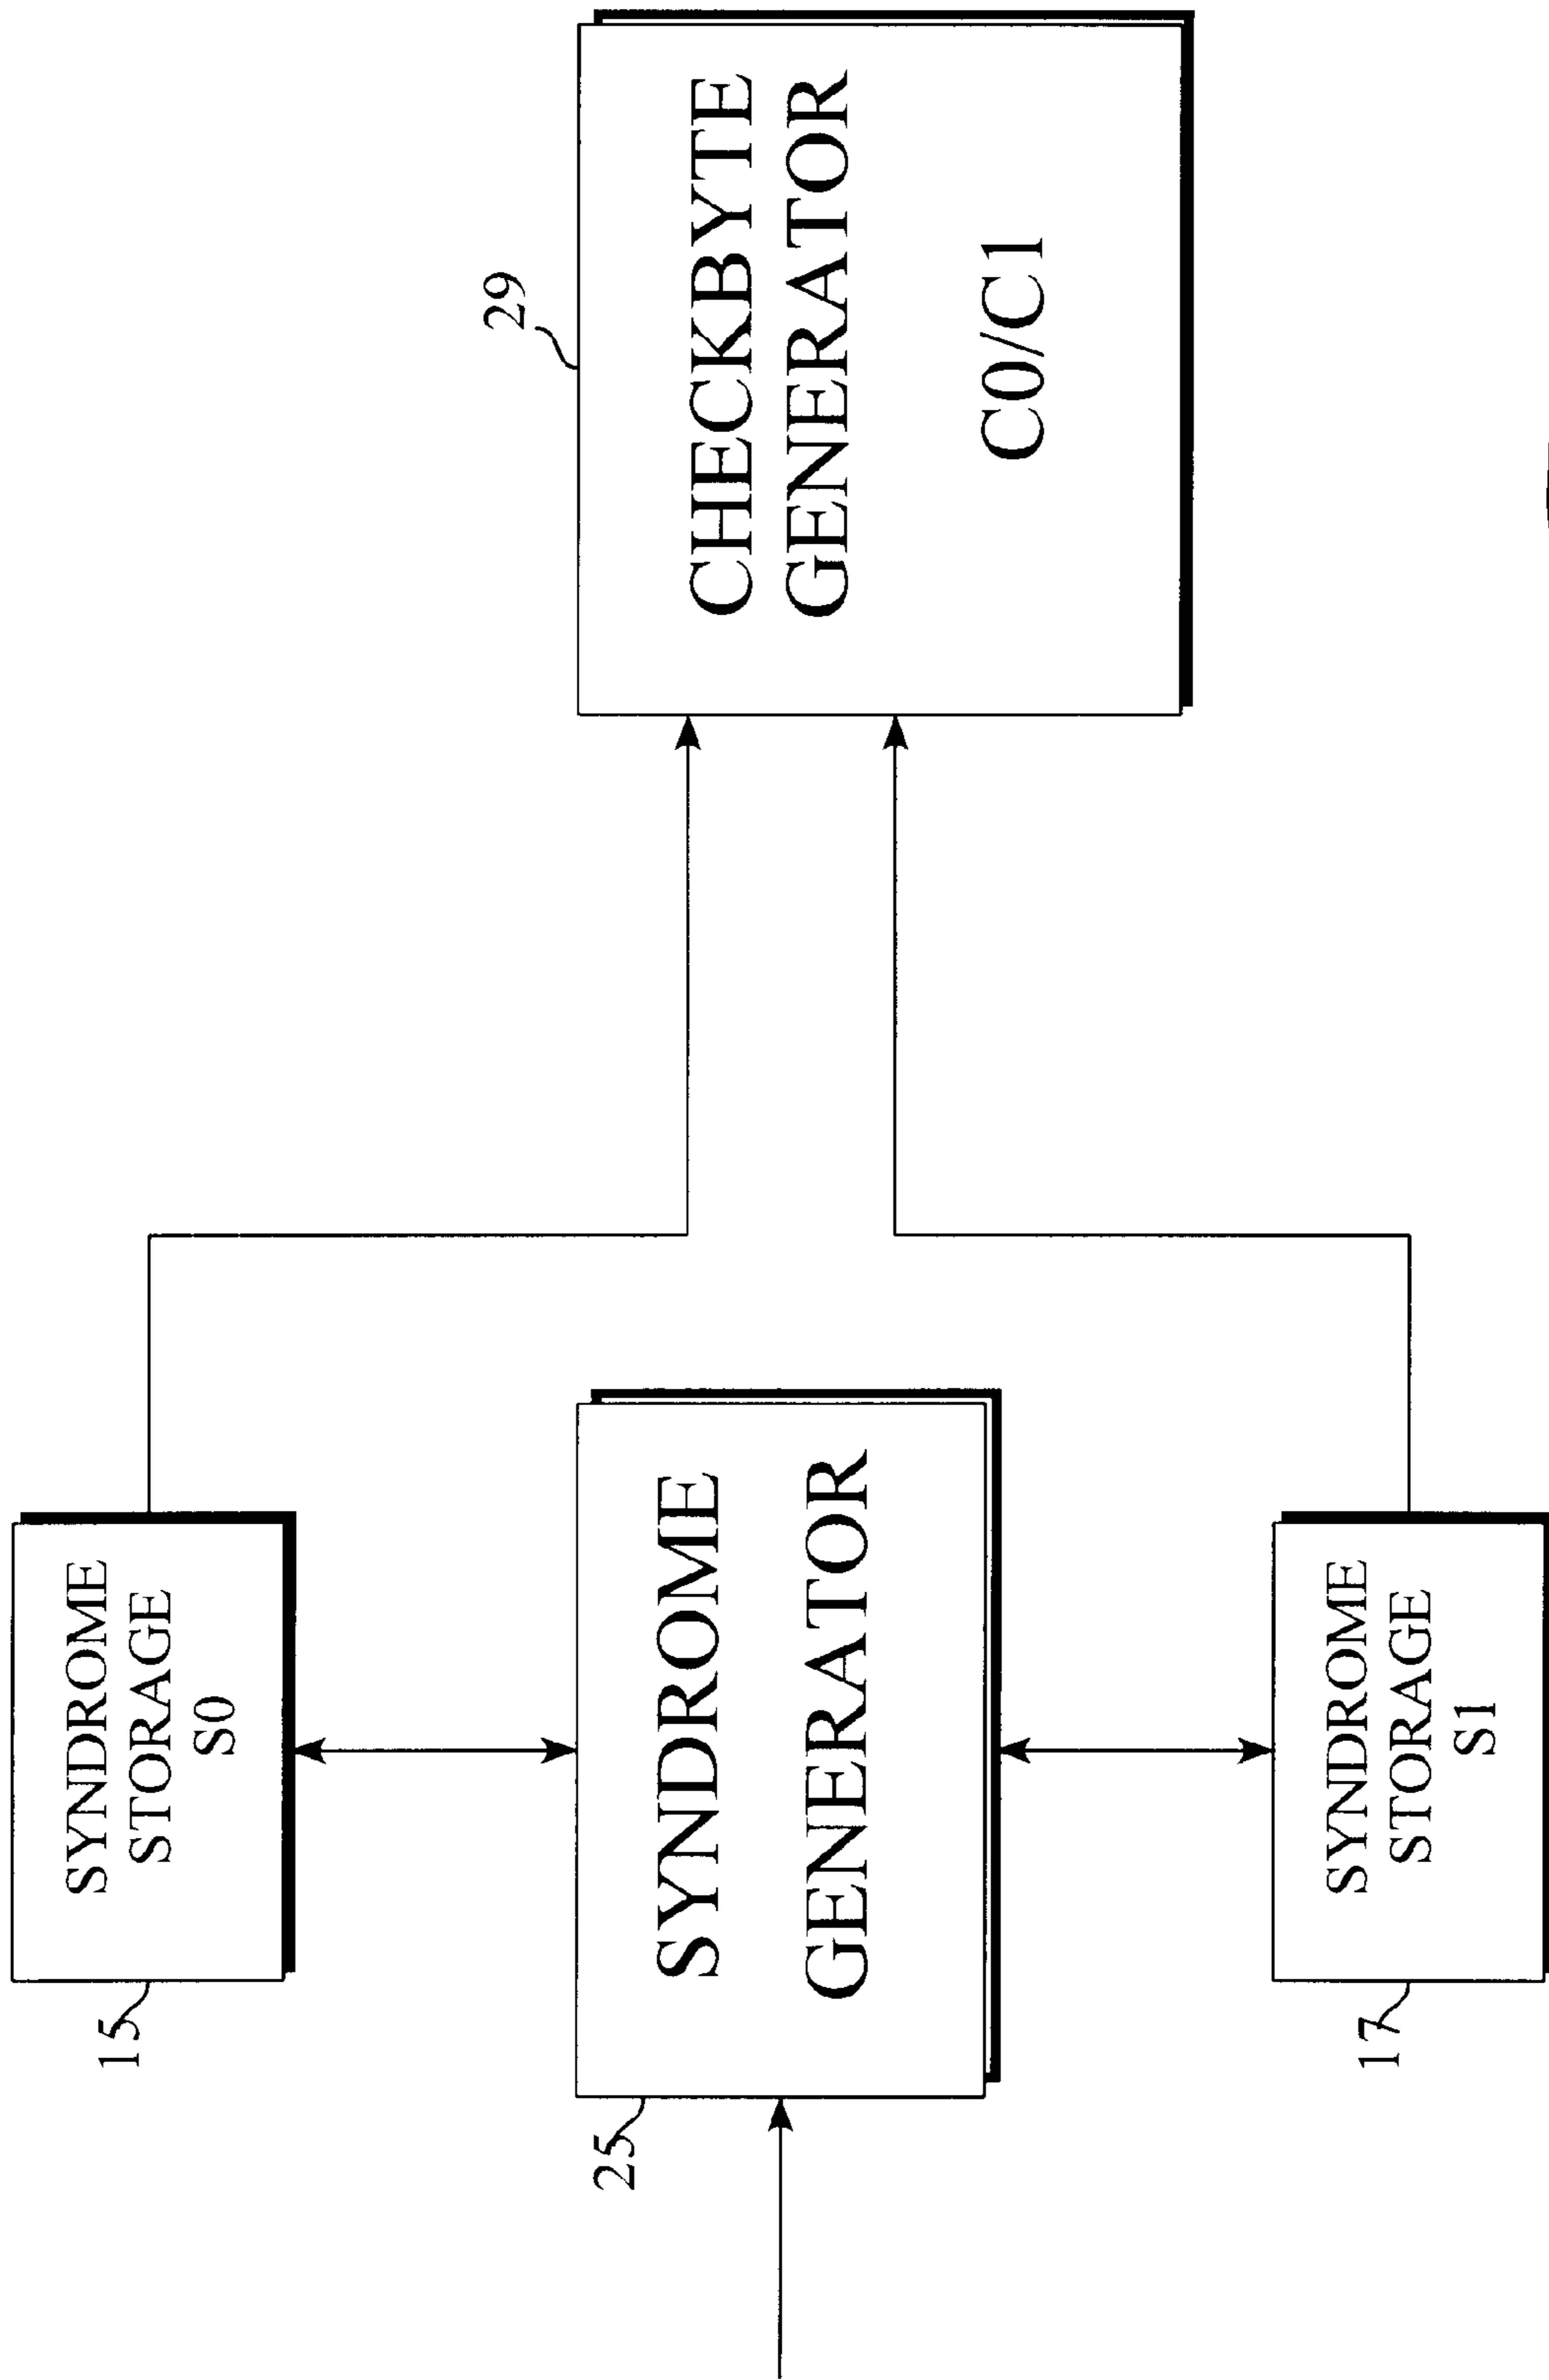 15
SYNDROME
STORAGE
S0
25
SYNDROME
GENERATOR
17
SYNDROME
STORAGE
S1
29
CHECKBYTE
GENERATOR
C0/C1